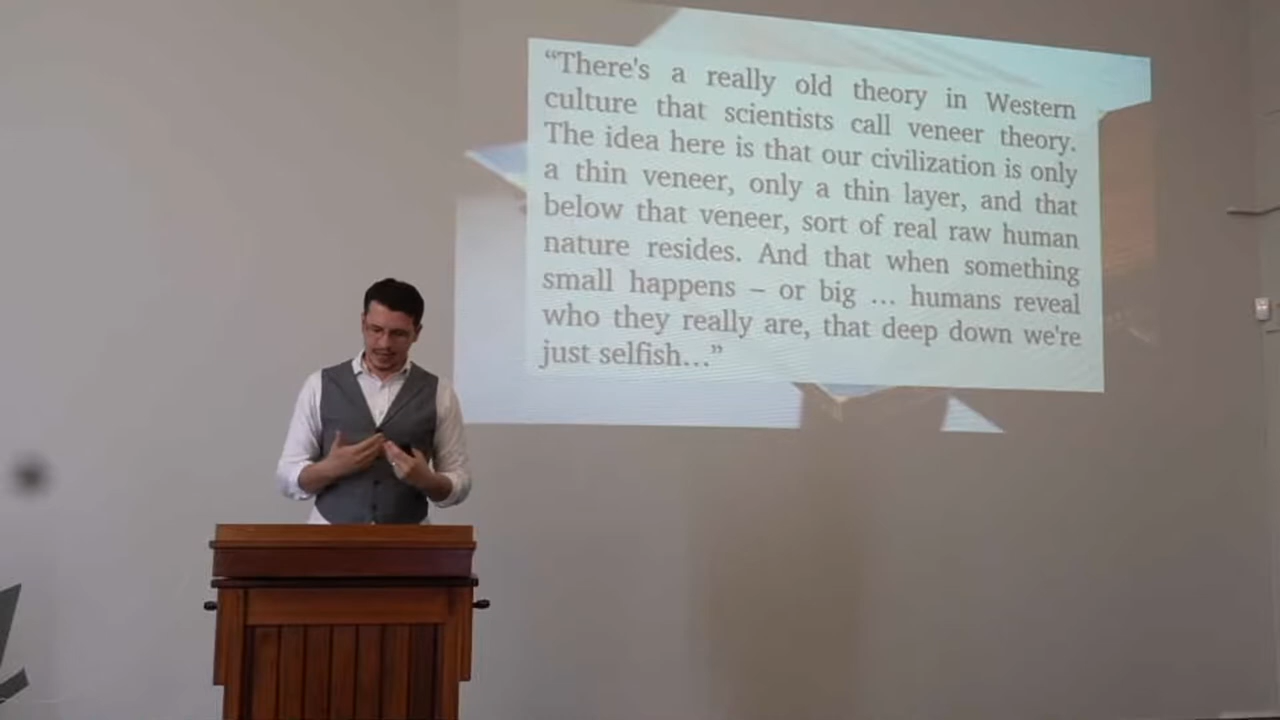 “There's a really old theory in Western
culture that scientists call veneer theory.
The idea here is that our civilization is only
a thin veneer, only a thin layer, and that
below that veneer, sort of real raw human
nature resides. And that when something
small happens – or big … humans reveal
who they really are, that deep down we're
just selfish…”